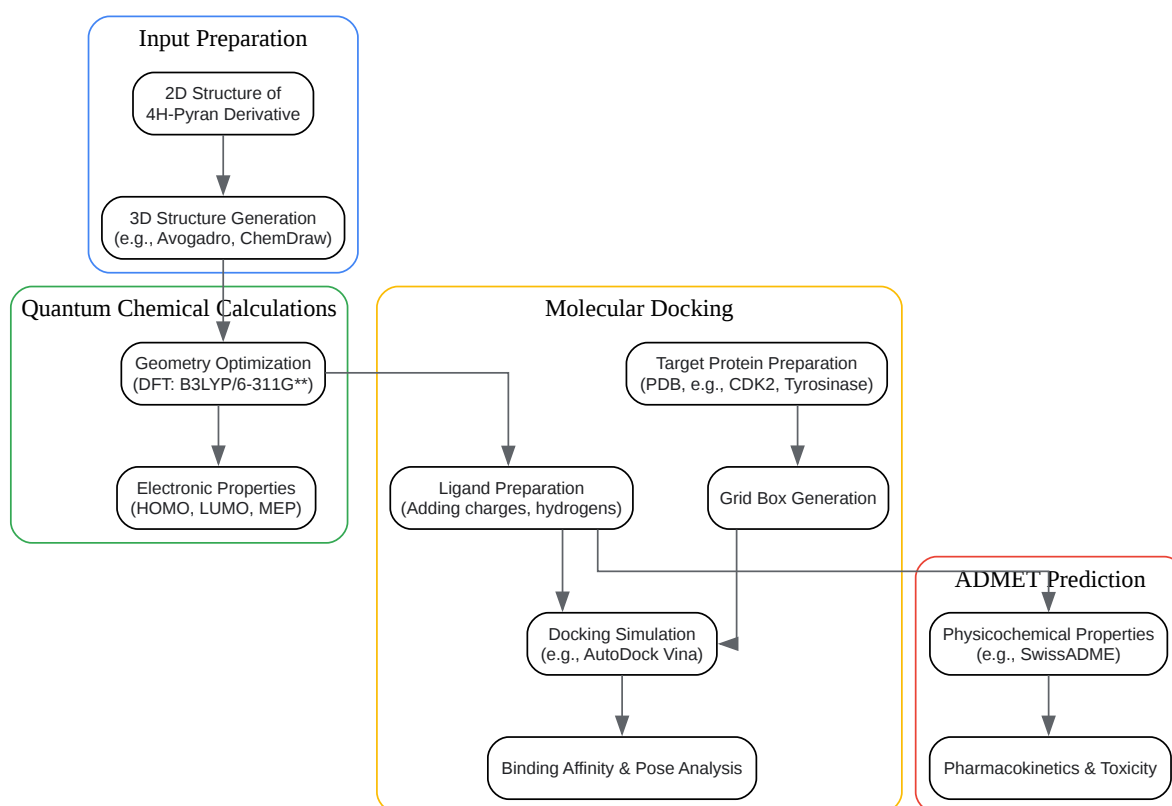 Input Preparation
2D Structure of
4H-Pyran Derivative
3D Structure Generation
(e.g., Avogadro, ChemDraw)
Quantum Chemical Calculations
Geometry Optimization
(DFT: B3LYP/6-311G**)
Electronic Properties
(HOMO, LUMO, MEP)
Molecular Docking
Target Protein Preparation
(PDB, e.g., CDK2, Tyrosinase)
Ligand Preparation
(Adding charges, hydrogens)
Grid Box Generation
Docking Simulation
(e.g., AutoDock Vina)
Binding Affinity & Pose Analysis
ADMET Prediction
Physicochemical Properties
(e.g., SwissADME)
Pharmacokinetics & Toxicity